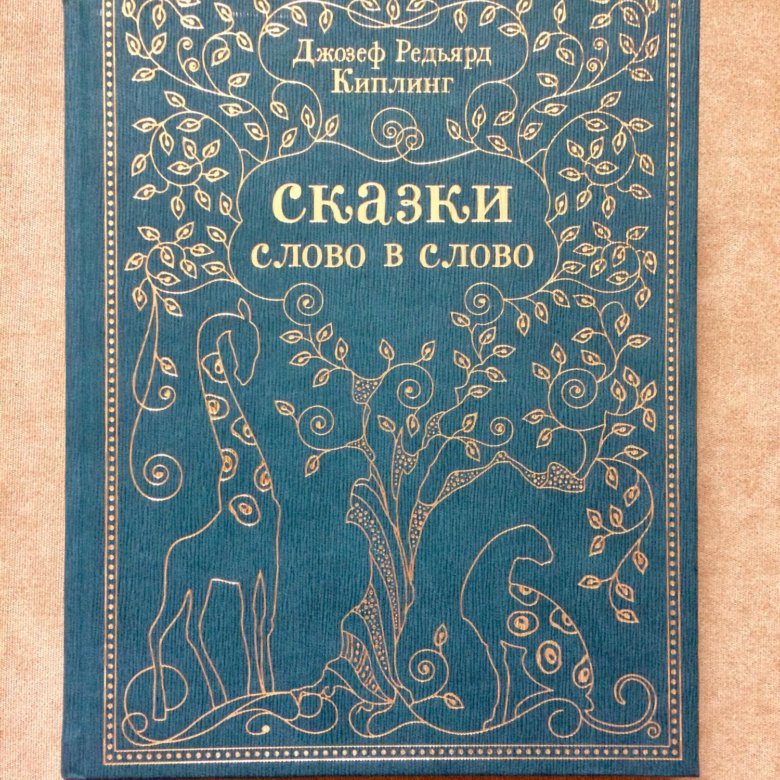 Джозеф Редьярд
Киплинг
Сказки
слово в слово